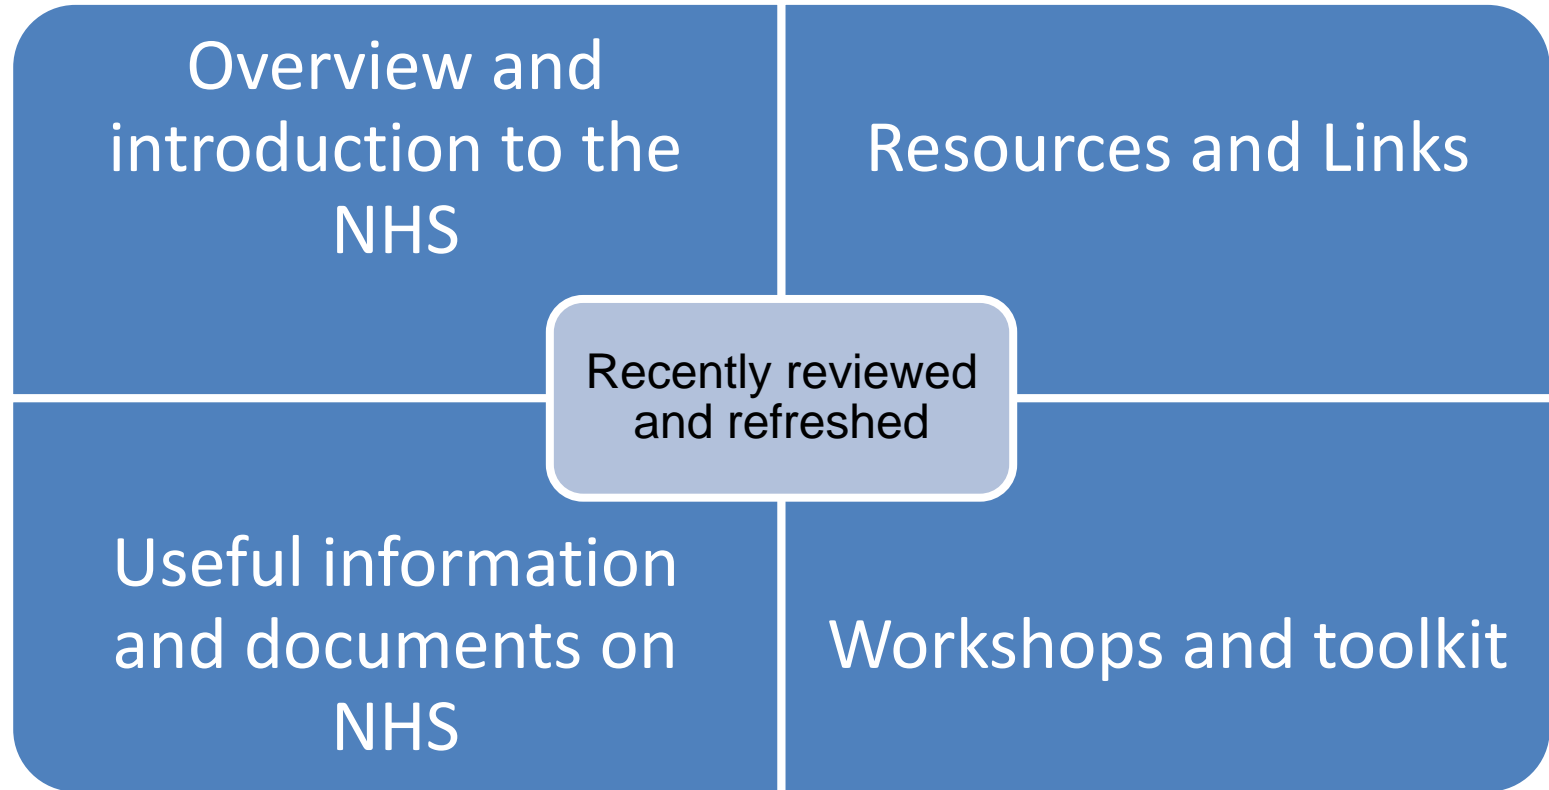 Overview and
introduction to the
NHS
Resources and Links
Recently reviewed
and refreshed
Useful information
and documents on
NHS
Workshops and toolkit